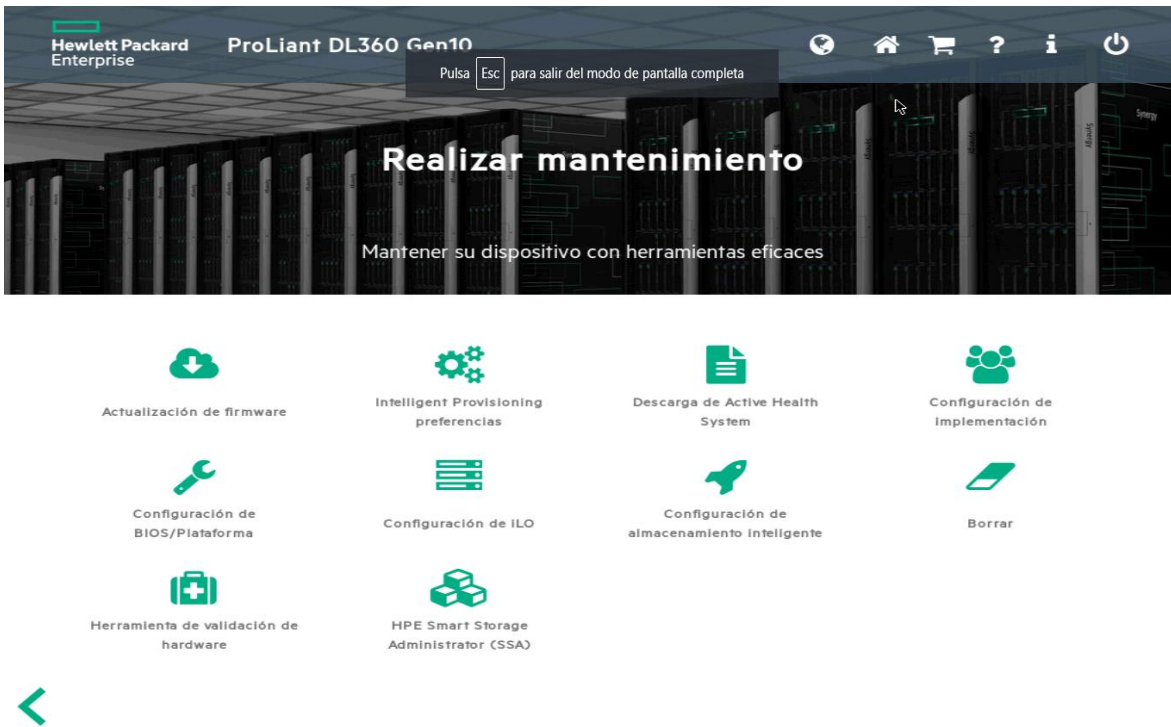 Hewlett Packard
Enterprise
ProLiant DL360 Gen10
Pulsa Esc para salir del modo de pantalla completa
Realizar mantenimiento
Mantener su dispositivo con herramientas eficaces
Synergy
Synergy
Actualización de firmware
Intelligent Provisioning
preferencias
Descarga de Active Health
System
Configuración de
implementación
Configuración de
BIOS/Plataforma
Configuración de iLO
Configuración de
almacenamiento inteligente
Borrar
Herramienta de validación de
hardware
HPE Smart Storage
Administrator (SSA)